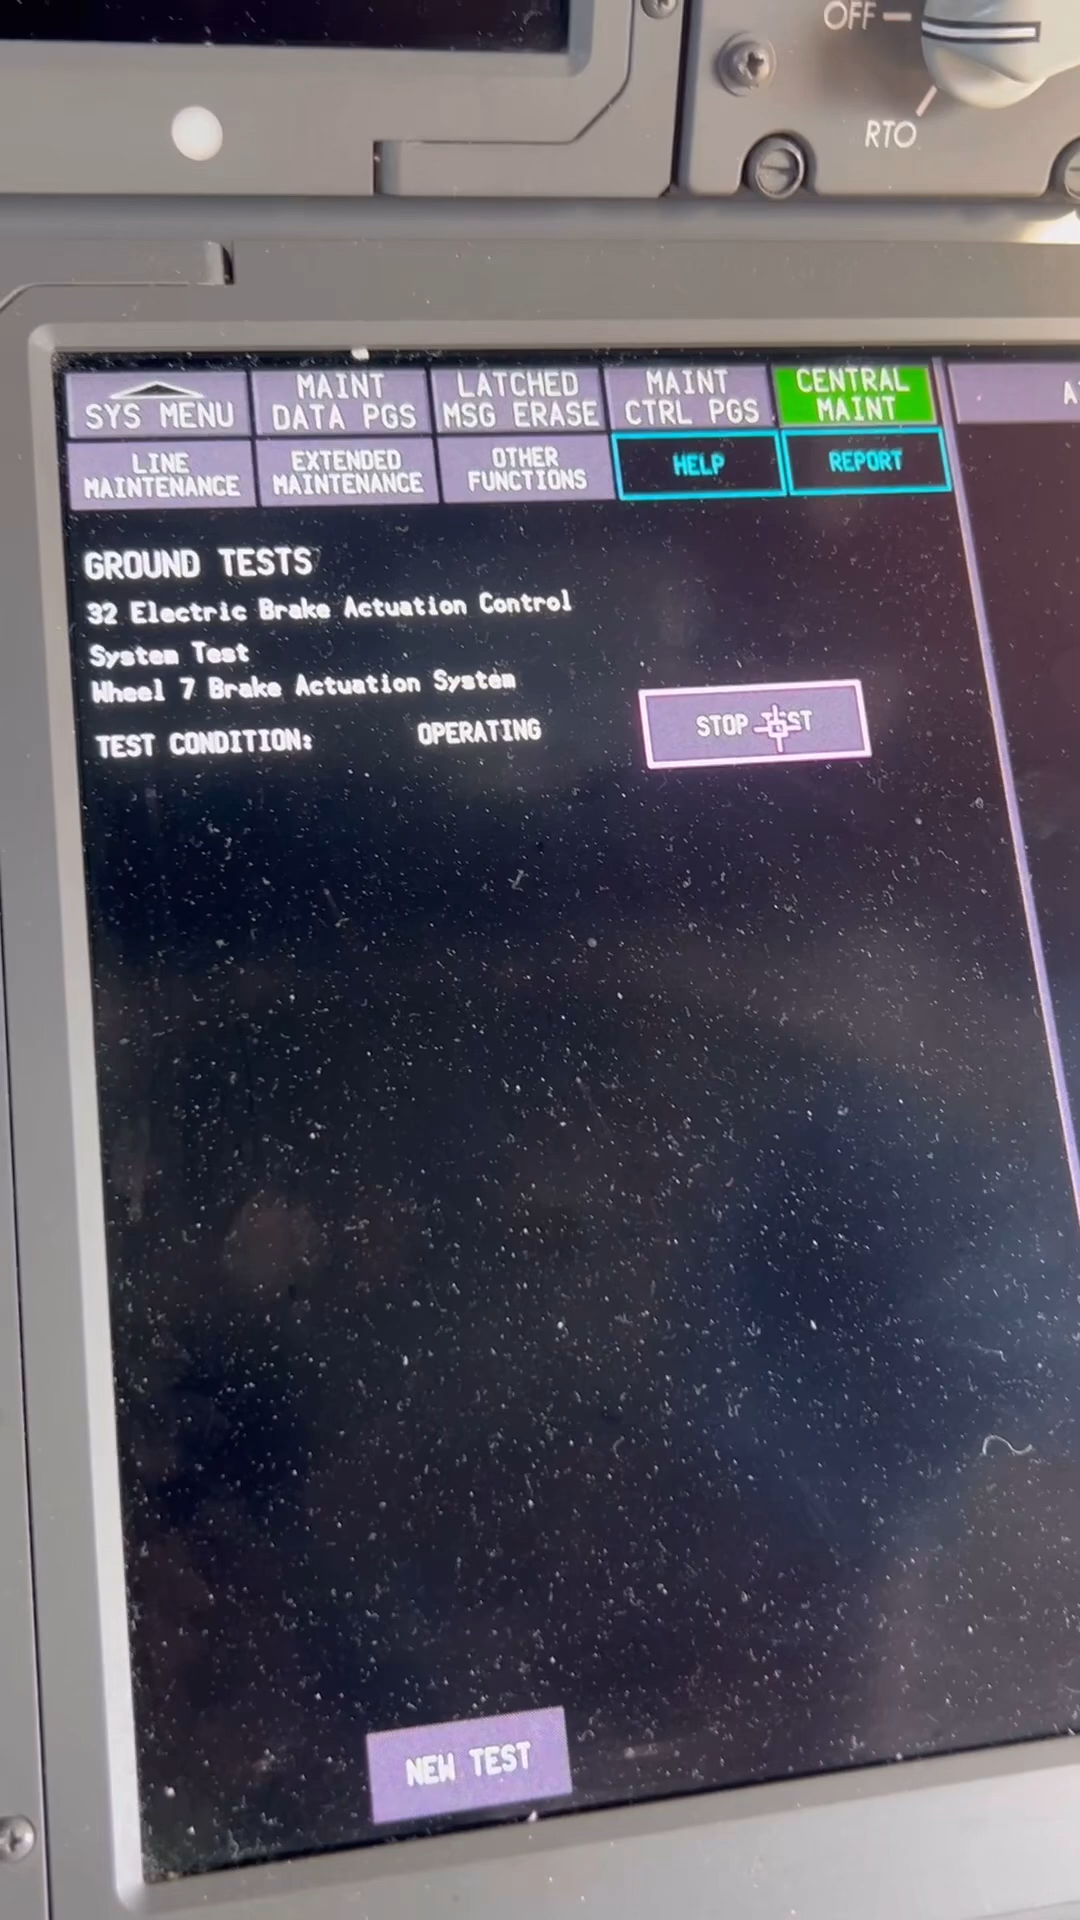 OFF
RTO
SYS MENU
MAINT
DATA PGS
LATCHED
MSG ERASE
MAINT
CTRL PGS
CENTRAL
MAINT
LINE
MAINTENANCE
EXTENDED
MAINTENANCE
OTHER
FUNCTIONS
HELP
REPORT
GROUND TESTS
32 Electric Brake Actuation Control
System Test
Wheel 7 Brake Actuation System
TEST CONDITION:
OPERATING
STOP TEST
NEW TEST